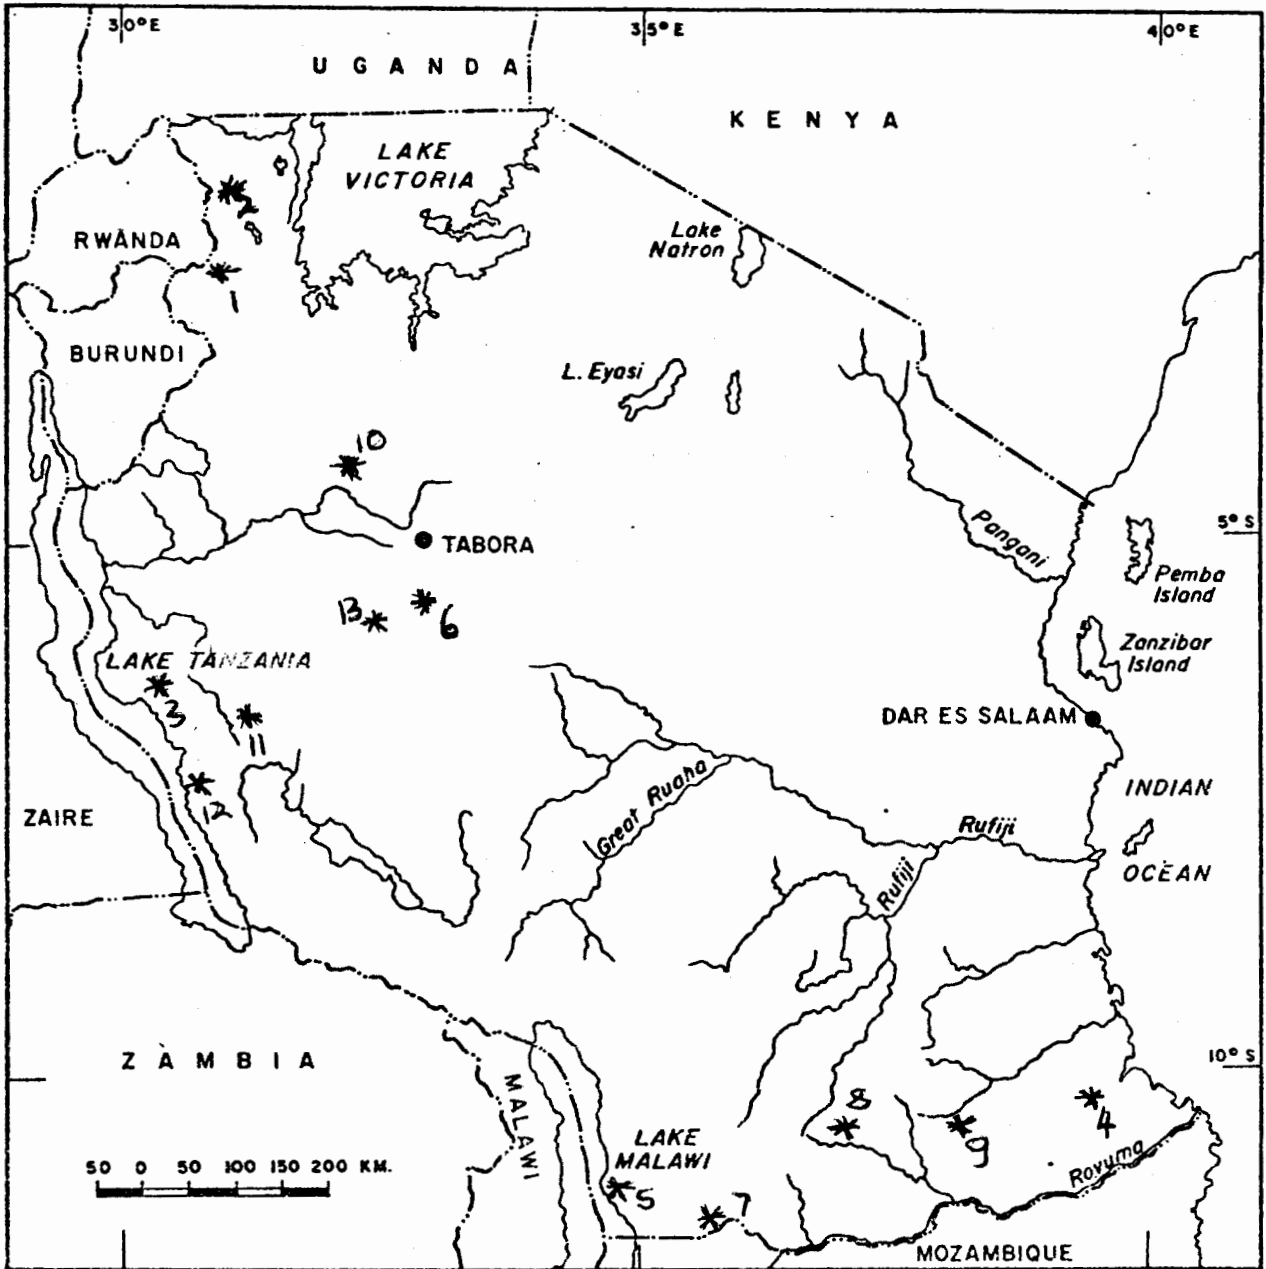 30°E
35°E
40°E
UGANDA
KENYA
LAKE
VICTORIA
2
RWANDA
Lake
Natron
1
BURUNDI
L. Eyasi
10
Pangani
5° S
TABORA
Pemba
Island
13
6
Zanzibar
Island
LAKE TANZANIA
3
DAR ES SALAAM
11
Great Ruaha
INDIAN
OCEAN
12
ZAIRE
Rufiji
Rufiji
ZAMBIA
10° S
MALAWI
8
9
4
LAKE
MALAWI
Rovuma
50 0 50 100 150 200 KM.
5
7
MOZAMBIQUE